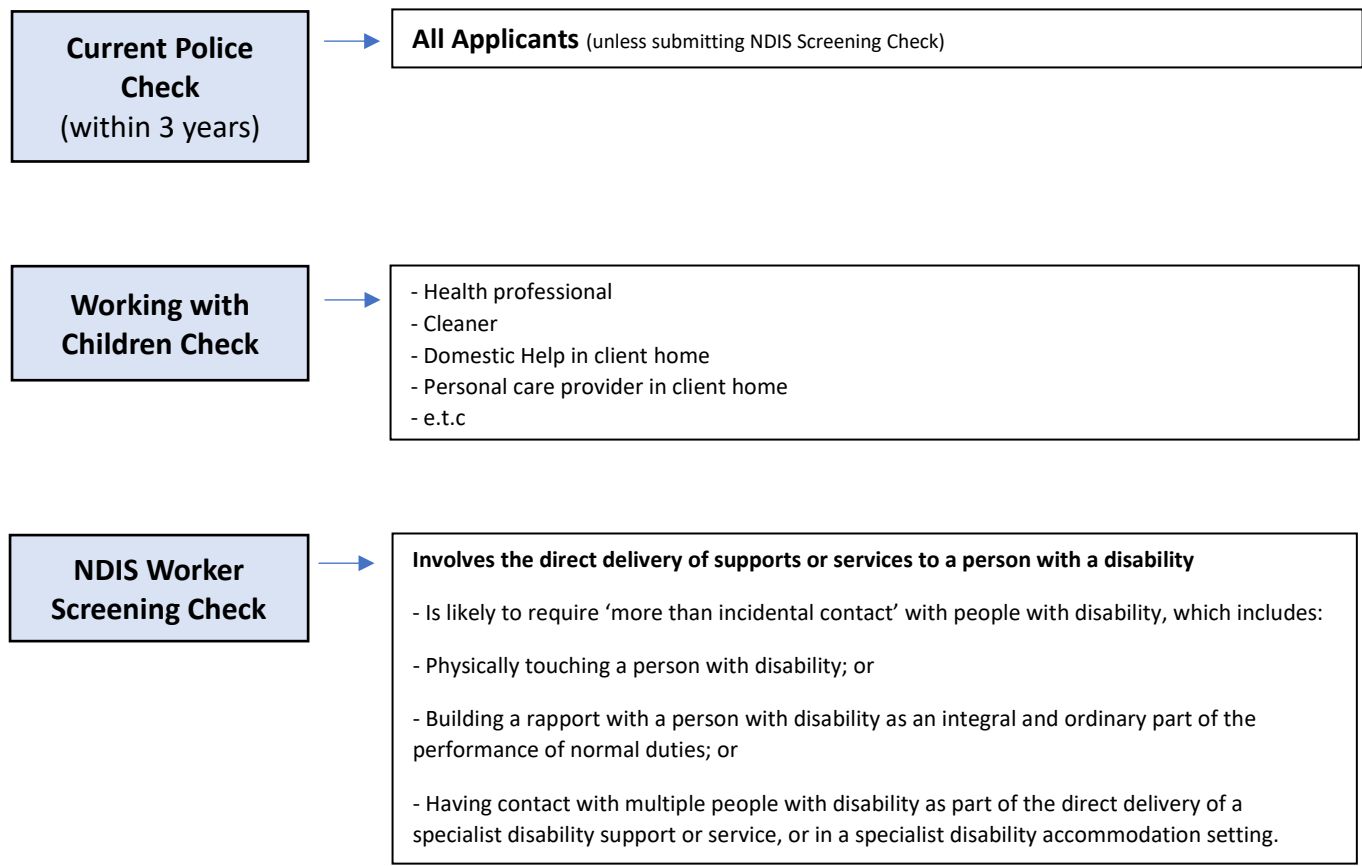 Current Police
Check
(within 3 years)
All Applicants (unless submitting NDIS Screening Check)
Working with
Children Check
- Health professional
- Cleaner
- Domestic Help in client home
- Personal care provider in client home
- e.t.c
NDIS Worker
Screening Check
Involves the direct delivery of supports or services to a person with a disability
- Is likely to require ‘more than incidental contact’ with people with disability, which includes:
- Physically touching a person with disability; or
- Building a rapport with a person with disability as an integral and ordinary part of the
performance of normal duties; or
- Having contact with multiple people with disability as part of the direct delivery of a
specialist disability support or service, or in a specialist disability accommodation setting.